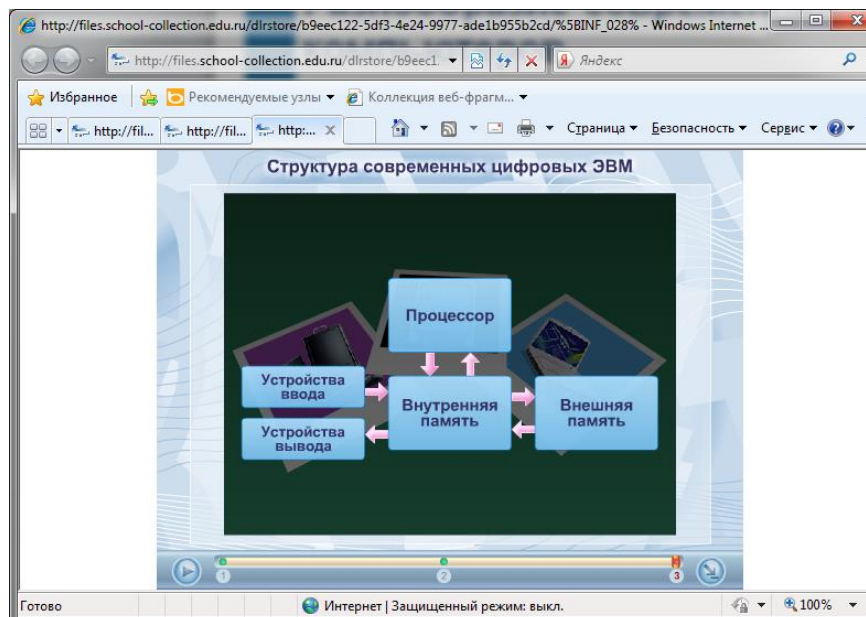 http://files.school-collection.edu.ru/dlrstore/b9eec122-5df3-4e24-9977-ade1b955b2cd/%5BINF_028% - Windows Internet ...
http://files.school-collection.edu.ru/dlrstore/b9eec1
Яндекс
Избранное
Рекомендуемые узлы
Коллекция веб-фрагм...
http://fil...
http://fil...
http:...
Страница
Безопасность
Сервис
Структура современных цифровых ЭВМ
Процессор
Устройства
ввода
Внутренняя
память
Внешняя
память
Устройства
вывода
1
2
3
Готово
Интернет | Защищенный режим: выкл.
100%